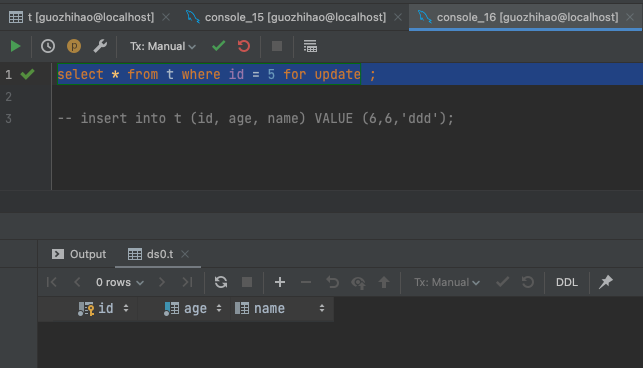 t [guozhihao@localhost] console_15 [guozhihao@localhost] console_16 [guozhihao@localhost]
p Tx: Manual
1 select * from t where id = 5 for update ;
2
3 -- insert into t (id, age, name) VALUE (6,6,'ddd');
Output ds0.t
0 rows Tx: Manual DDL
id age name